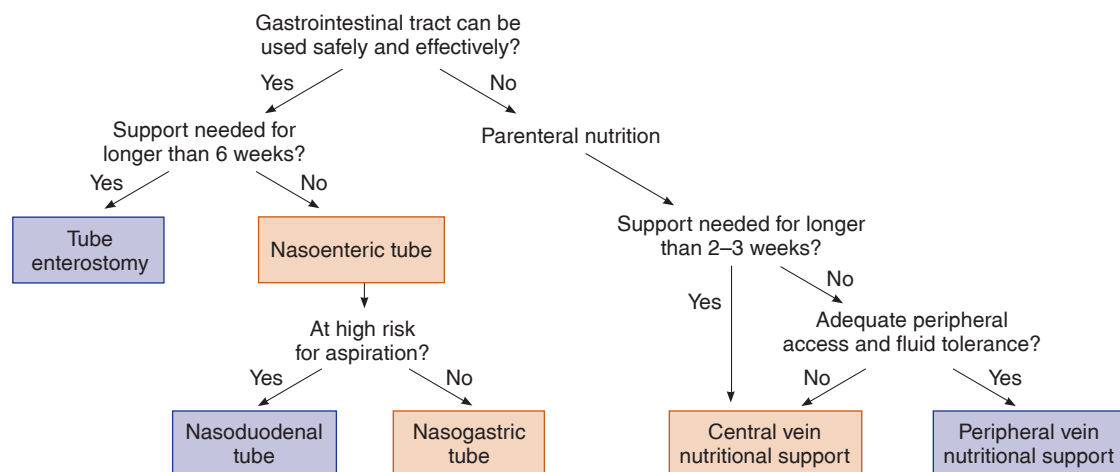 Gastrointestinal tract can be
used safely and effectively?
Yes
No
Support needed for
longer than 6 weeks?
Parenteral nutrition
Yes
No
Tube
enterostomy
Nasoenteric tube
Support needed for longer
than 2–3 weeks?
Yes
No
At high risk
for aspiration?
Adequate peripheral
access and fluid tolerance?
Yes
No
No
Yes
Nasoduodenal
tube
Nasogastric
tube
Central vein
nutritional support
Peripheral vein
nutritional support